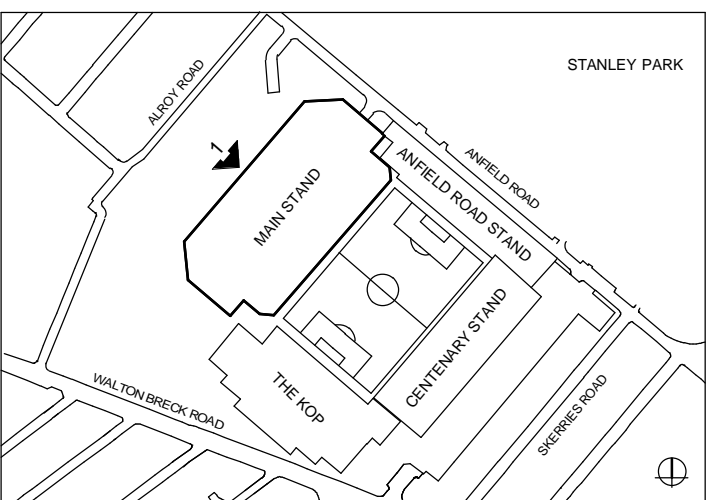 STANLEY PARK
ALROY ROAD
1
ANFIELD ROAD
ANFIELD ROAD STAND
MAIN STAND
CENTENARY STAND
WALTON BRECK ROAD
THE KOP
SKERRIES ROAD